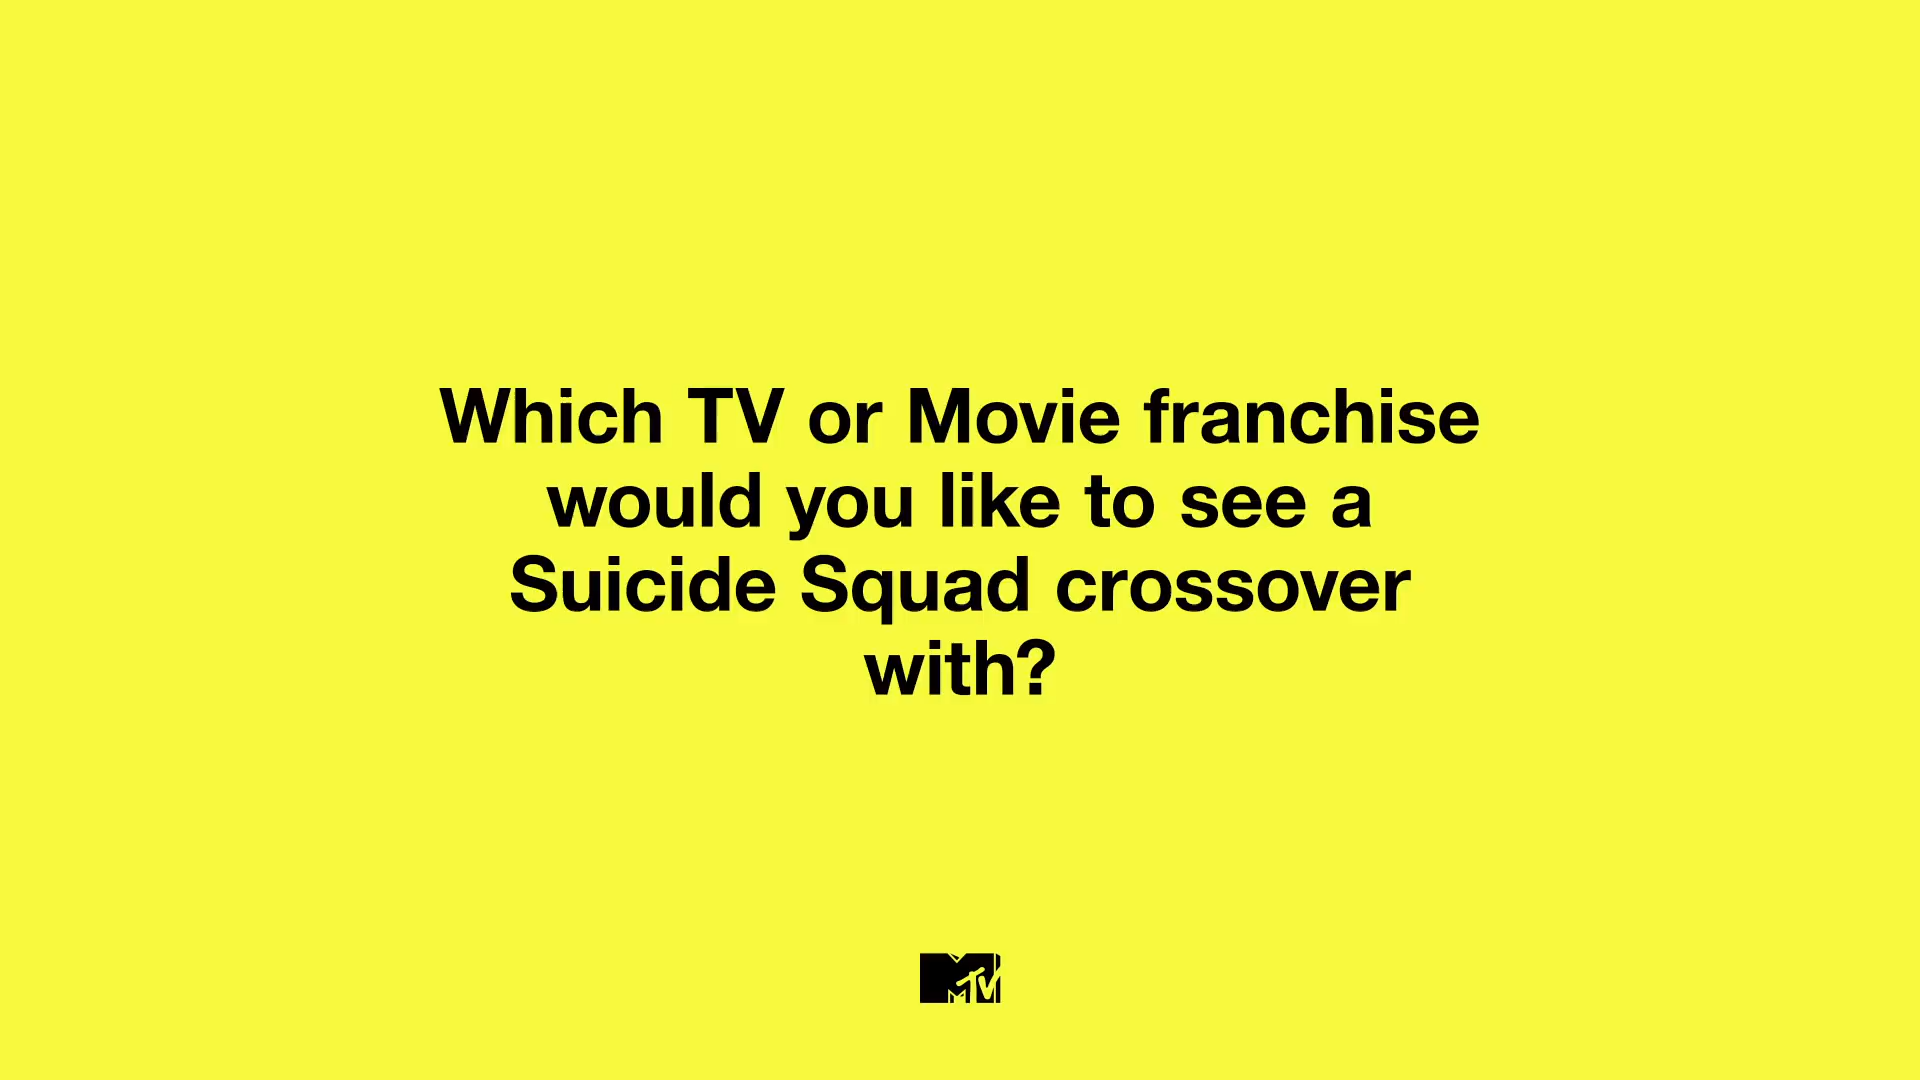 Which TV or Movie franchise
would you like to see a
Suicide Squad crossover
with?
MTV